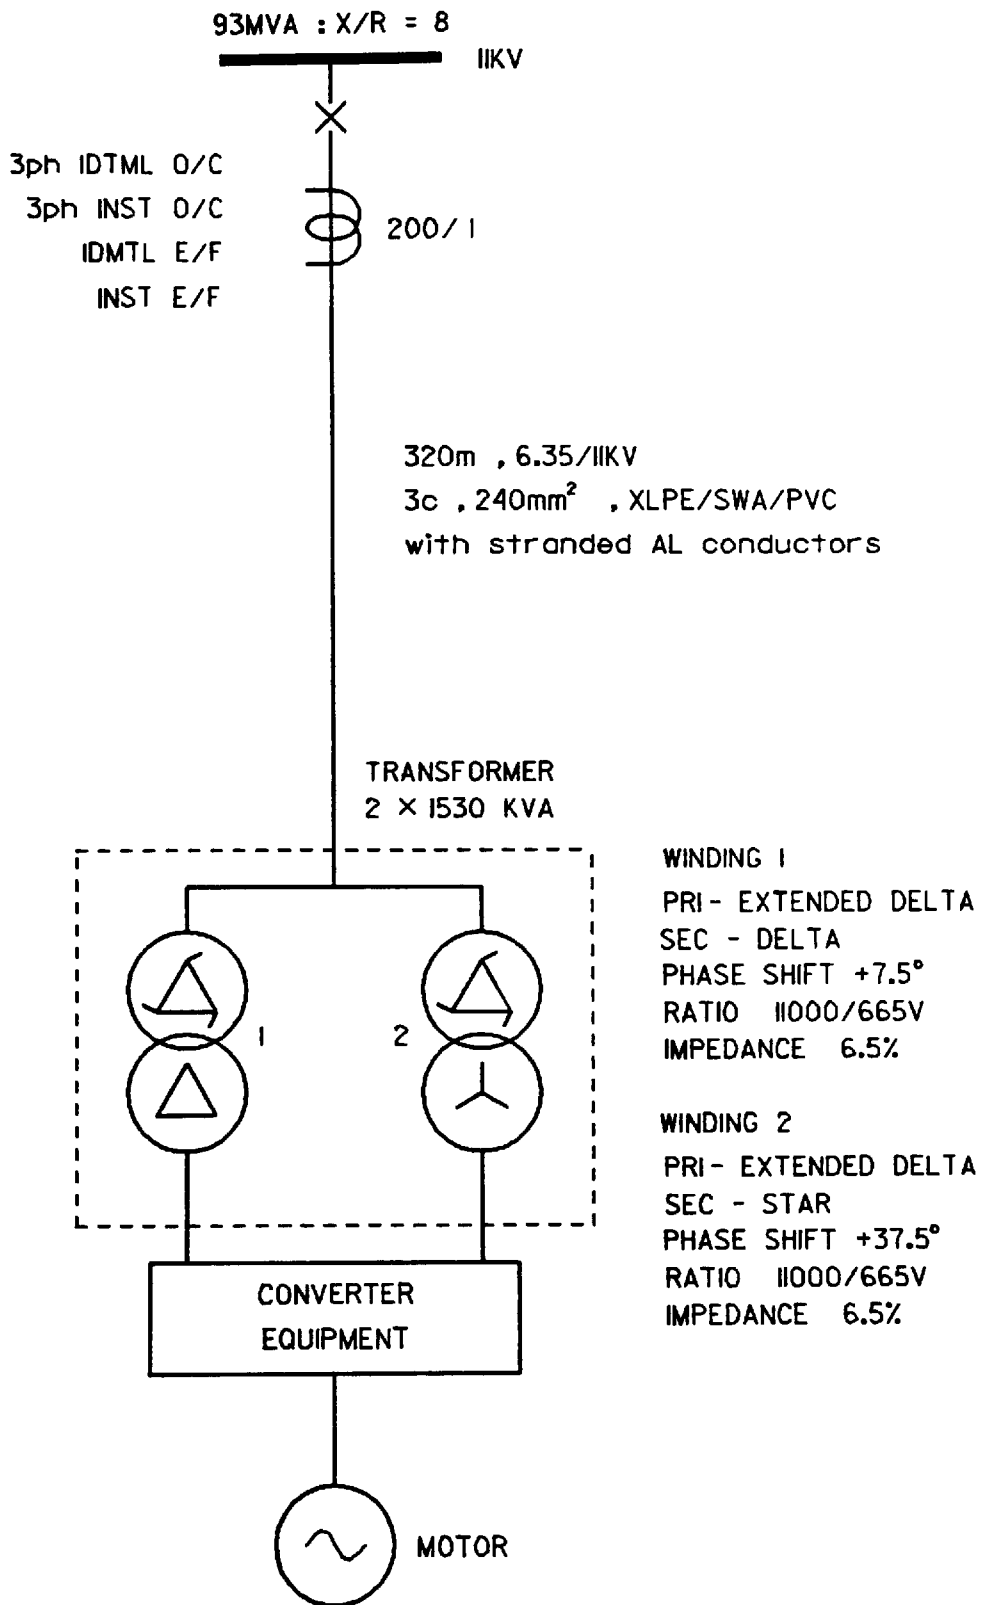 93MVA : X/R = 8
11KV
3ph IDTML O/C
3ph INST O/C
IDMTL E/F
INST E/F
200/1
320m , 6.35/11KV
3c , 240mm² , XLPE/SWA/PVC
with stranded AL conductors
TRANSFORMER
2 × 1530 KVA
WINDING 1
PRI - EXTENDED DELTA
SEC - DELTA
PHASE SHIFT +7.5°
RATIO 11000/665V
IMPEDANCE 6.5%
1
2
WINDING 2
PRI - EXTENDED DELTA
SEC - STAR
PHASE SHIFT +37.5°
RATIO 11000/665V
IMPEDANCE 6.5%
CONVERTER
EQUIPMENT
MOTOR